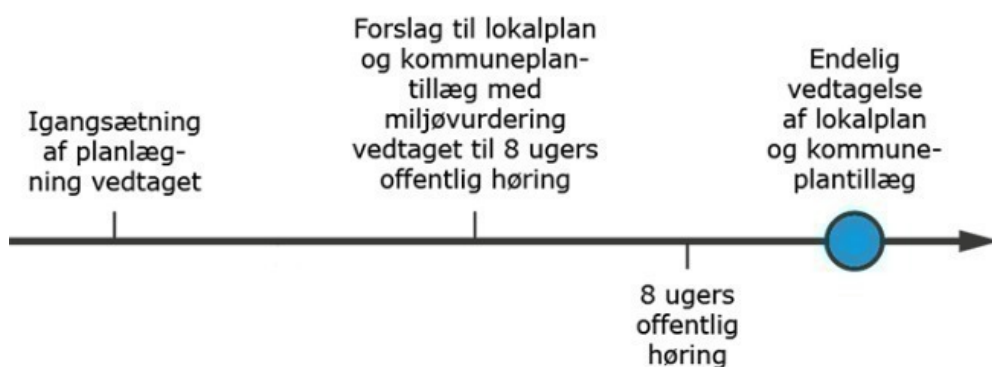 Igangsætning
af planlæg-
ning vedtaget
Forslag til lokalplan
og kommuneplan-
tillæg med
miljøvurdering
vedtaget til 8 ugers
offentlig høring
8 ugers
offentlig
høring
Endelig
vedtagelse
af lokalplan
og kommune-
plantillæg